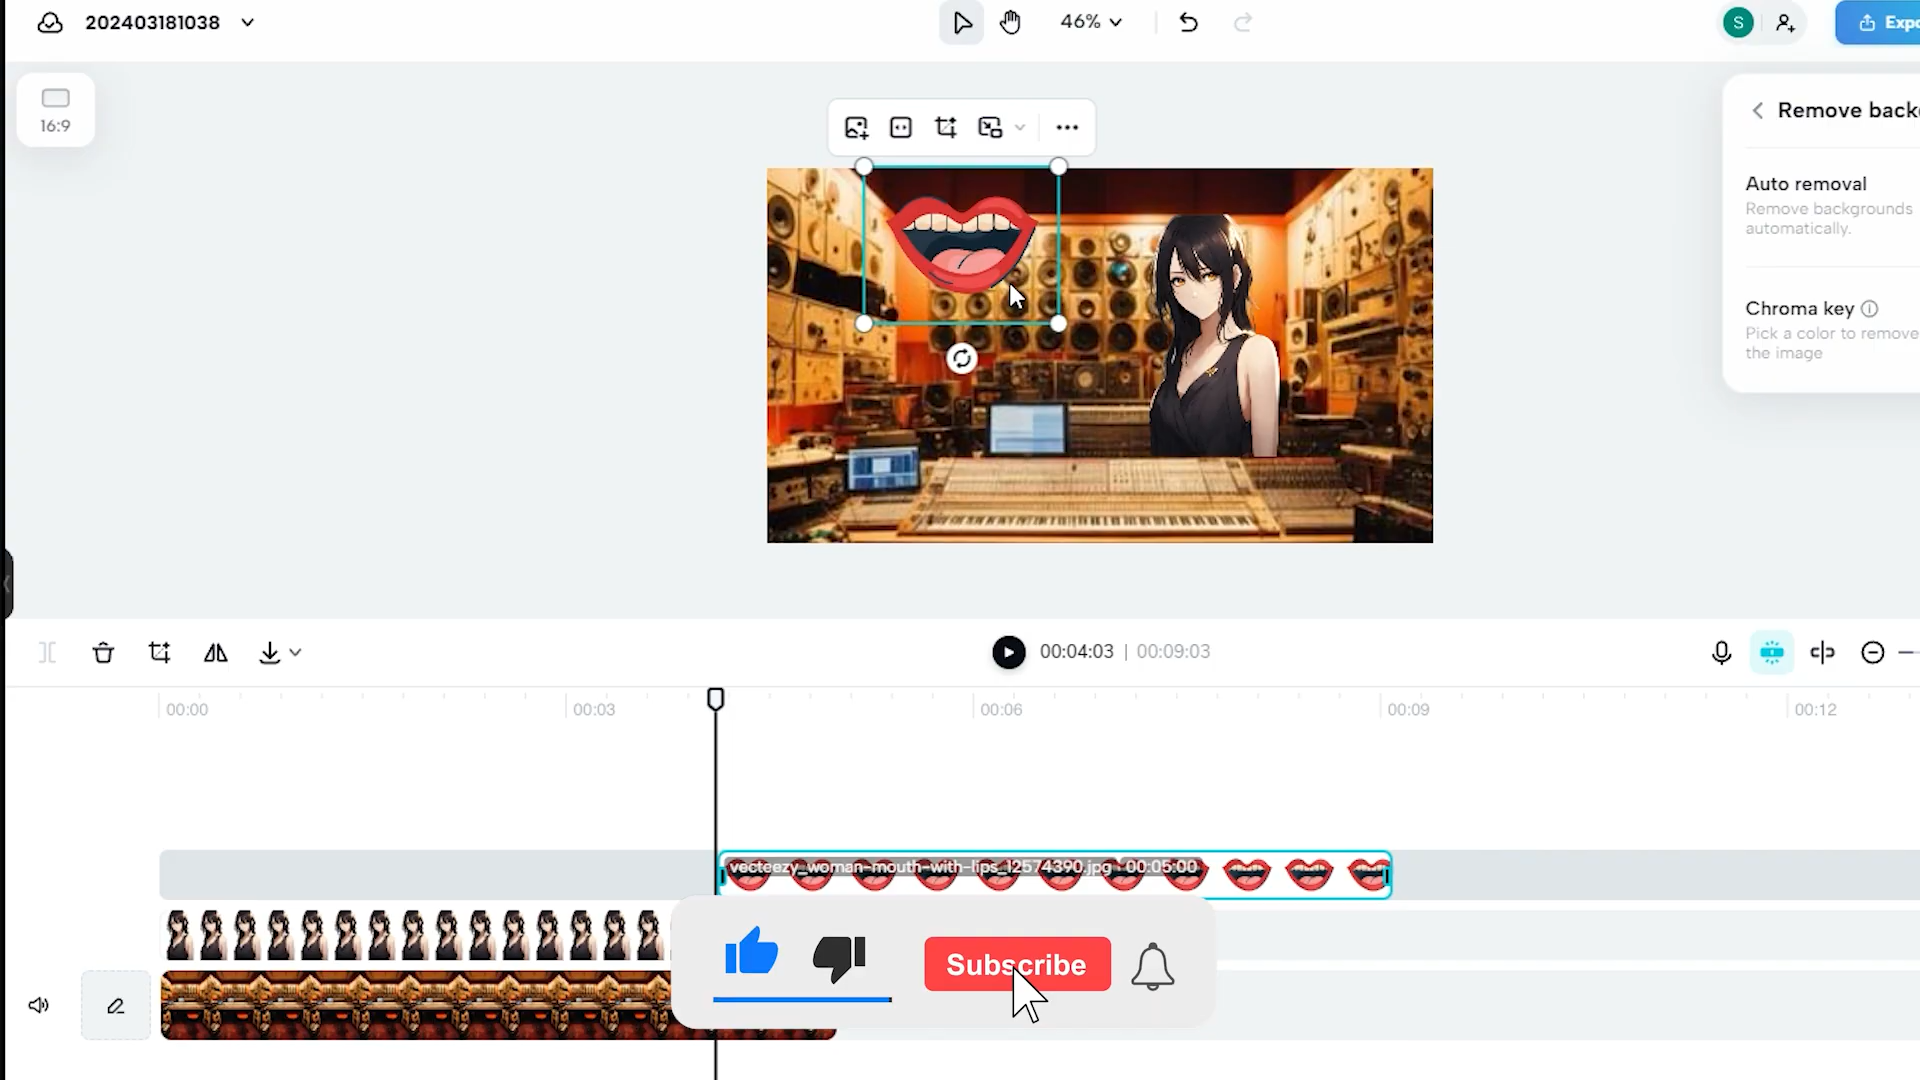 202403181038
46%
S
Expo
16:9
Remove back
Auto removal
Remove backgrounds
automatically.
Chroma key
Pick a color to remove
the image
00:04:03 | 00:09:03
00:00
00:03
00:06
00:09
00:12
vecteezy_woman-mouth-with-lips_12574390.jpg 00:05:00
Subscribe